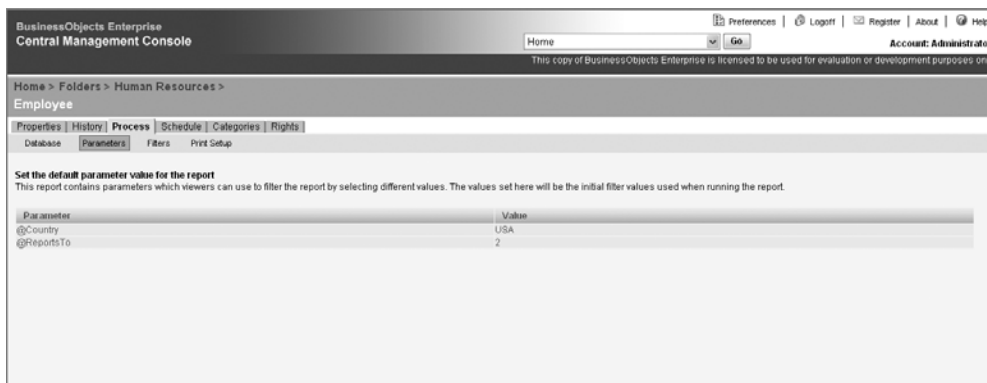 BusinessObjects Enterprise
Central Management Console
Preferences | Logoff | Register | About | Help
Home Go
Account: Administrato
This copy of BusinessObjects Enterprise is licensed to be used for evaluation or development purposes on
Home > Folders > Human Resources >
Employee
Properties | History | Process | Schedule | Categories | Rights |
Database Parameters Filters Print Setup
Set the default parameter value for the report
This report contains parameters which viewers can use to filter the report by selecting different values. The values set here will be the initial filter values used when running the report.
Parameter Value
@Country USA
@ReportsTo 2